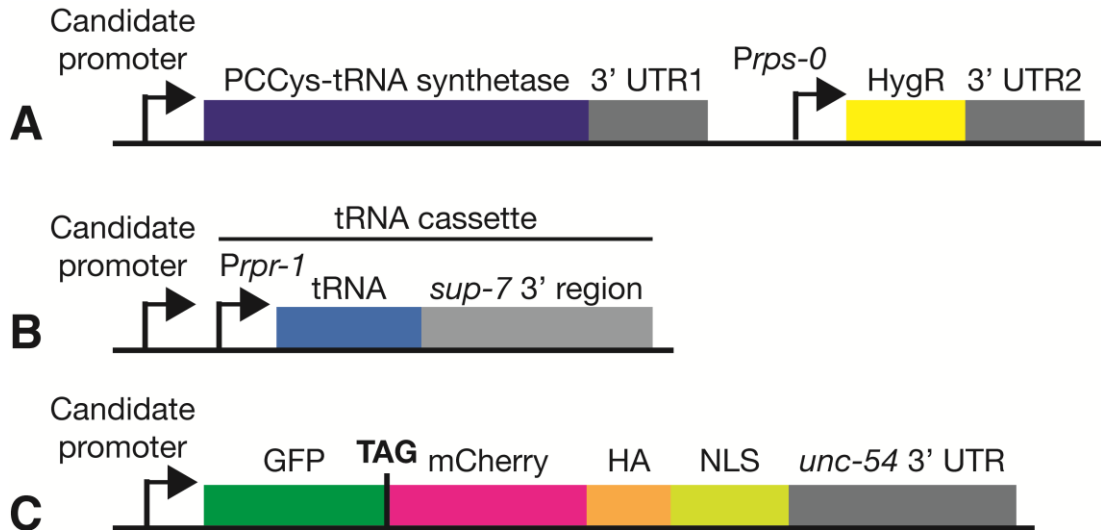 Candidate
promoter
PCCys-tRNA synthetase 3’ UTR1
Prps-0
HygR 3’ UTR2
A
tRNA cassette
Candidate
promoter
Prpr-1
tRNA sup-7 3’ region
B
Candidate
promoter
GFP TAG mCherry HA NLS unc-54 3’ UTR
C